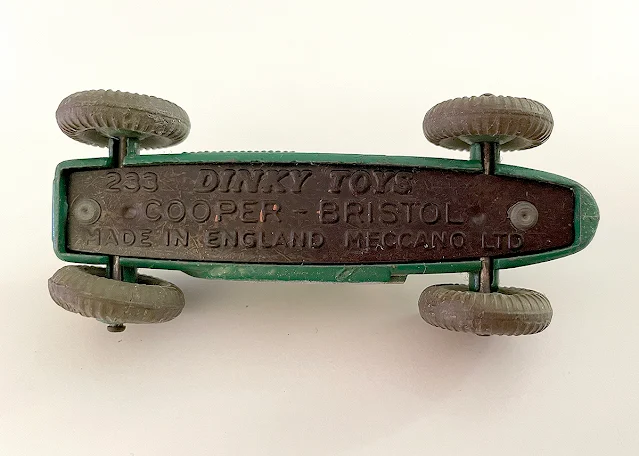 233 DINKY TOYS
COOPER - BRISTOL
MADE IN ENGLAND MECCANO LTD